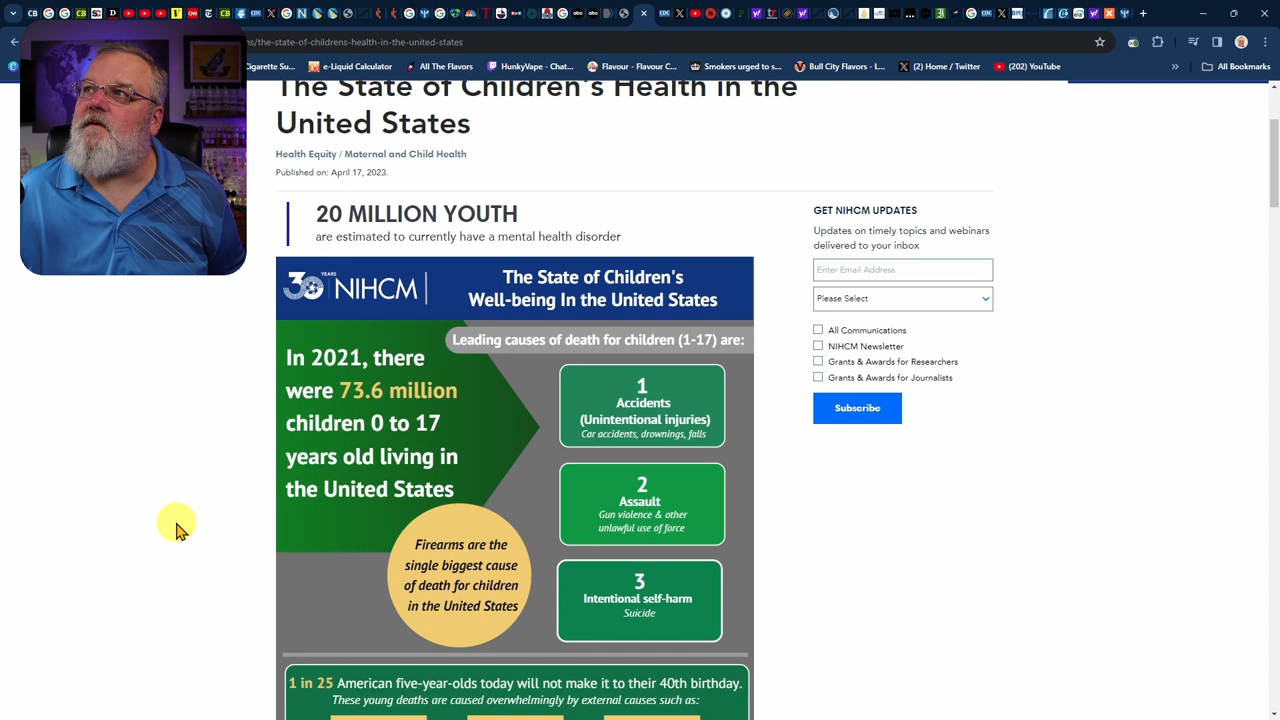 ns/the-state-of-childrens-health-in-the-united-states
Cigarette Su...
e-Liquid Calculator
All The Flavors
HunkyVape - Chat...
Flavour - Flavour C...
Smokers urged to s...
Bull City Flavors - L...
(2) Home / Twitter
(202) YouTube
»
All Bookmarks
The State of Children's Health in the
United States
Health Equity / Maternal and Child Health
Published on: April 17, 2023.
20 MILLION YOUTH
are estimated to currently have a mental health disorder
30 YEARS NIHCM
The State of Children's
Well-being In the United States
In 2021, there
were 73.6 million
children 0 to 17
years old living in
the United States
Leading causes of death for children (1-17) are:
1
Accidents
(Unintentional injuries)
Car accidents, drownings, falls
2
Assault
Gun violence & other
unlawful use of force
3
Intentional self-harm
Suicide
Firearms are the
single biggest cause
of death for children
in the United States
1 in 25 American five-year-olds today will not make it to their 40th birthday.
These young deaths are caused overwhelmingly by external causes such as:
GET NIHCM UPDATES
Updates on timely topics and webinars
delivered to your inbox
Enter Email Address
Please Select
All Communications
NIHCM Newsletter
Grants & Awards for Researchers
Grants & Awards for Journalists
Subscribe